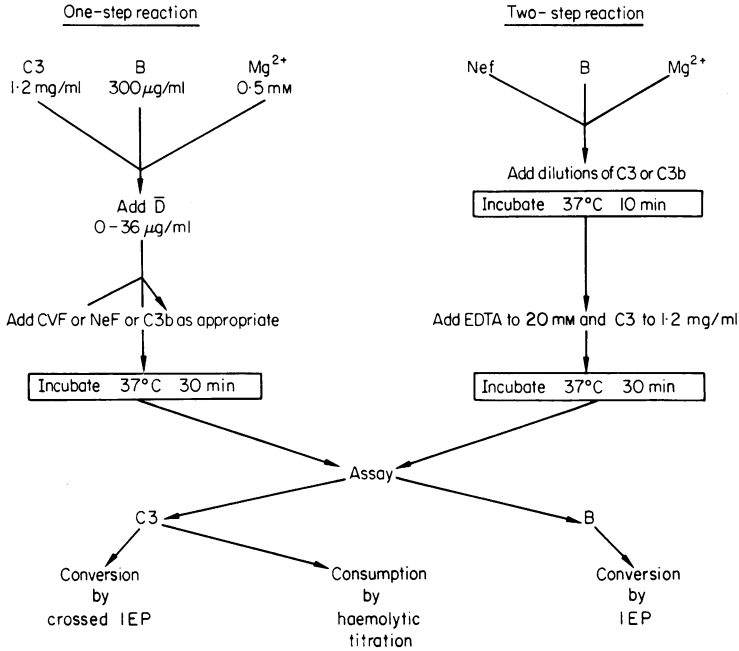 One-step reaction
C3 B Mg2+
1·2 mg/ml 300 µg/ml 0·5 mM
Add D̅
0-36 µg/ml
Add CVF or NeF or C3b as appropriate
Incubate 37°C 30 min
Two-step reaction
Nef B Mg2+
Add dilutions of C3 or C3b
Incubate 37°C 10 min
Add EDTA to 20 mM and C3 to 1·2 mg/ml
Incubate 37°C 30 min
Assay
C3 B
Conversion
by
crossed IEP
Consumption
by
haemolytic
titration
Conversion
by
IEP